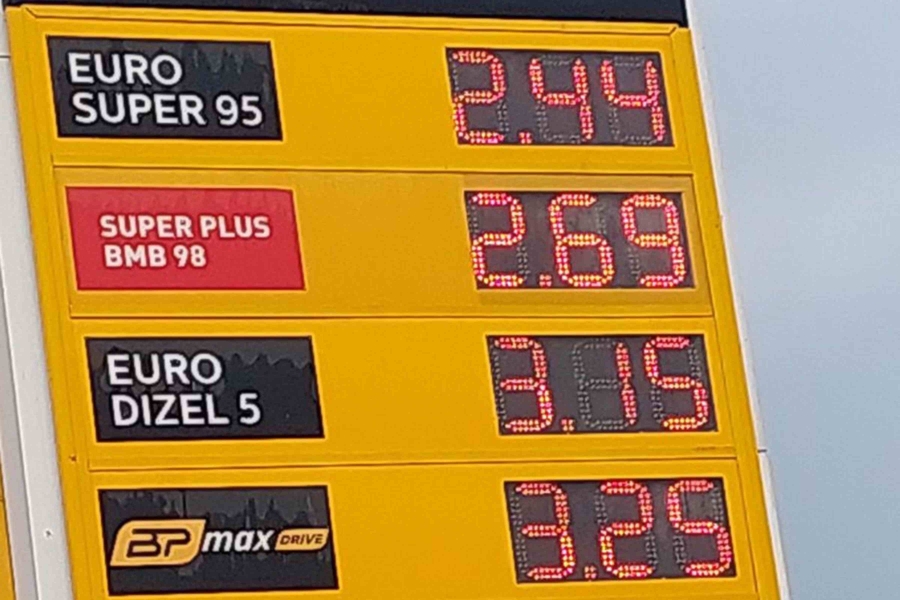 EURO
SUPER 95
2.44
SUPER PLUS
BMB 98
2.69
EURO
DIZEL 5
3.15
BP max DRIVE
3.25